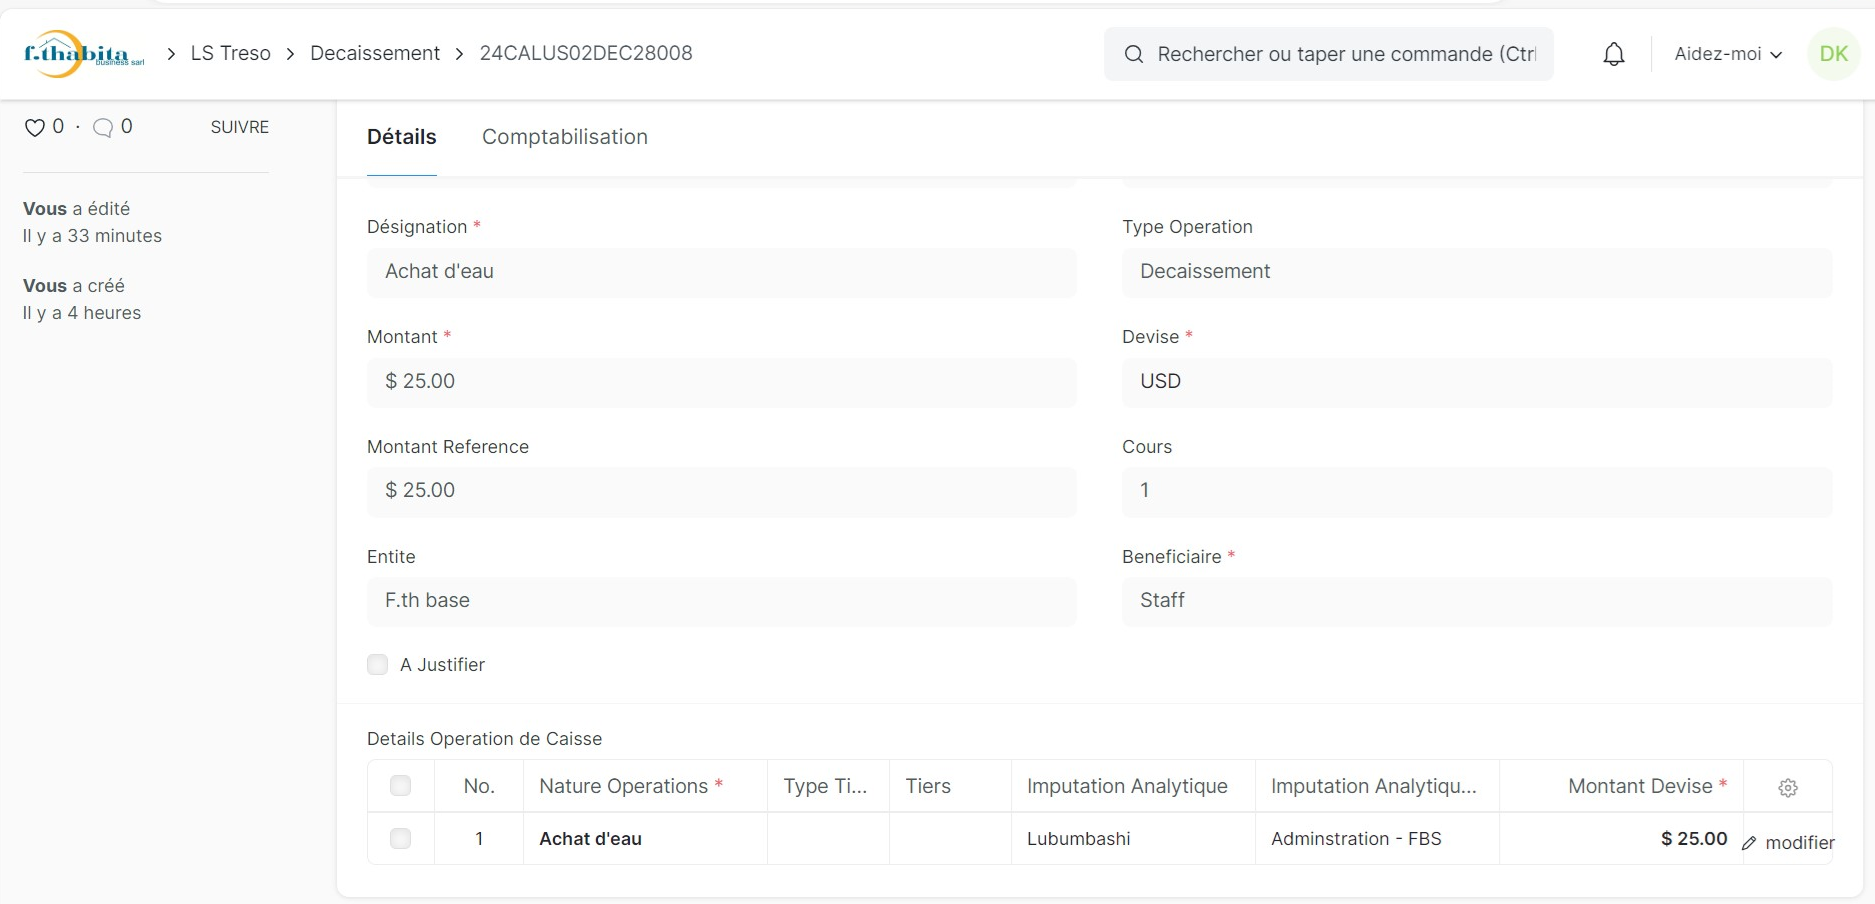 f.thabita
business sarl
LS Treso
Decaissement
24CALUS02DEC28008
Rechercher ou taper une commande (Ctrl
Aidez-moi
DK
0 · 0
SUIVRE
Vous a édité
Il y a 33 minutes
Vous a créé
Il y a 4 heures
Détails
Comptabilisation
Désignation *
Achat d'eau
Type Operation
Decaissement
Montant *
$ 25.00
Devise *
USD
Montant Reference
$ 25.00
Cours
1
Entite
F.th base
Beneficiaire *
Staff
A Justifier
Details Operation de Caisse
No. Nature Operations * Type Ti... Tiers Imputation Analytique Imputation Analytiqu... Montant Devise *
1 Achat d'eau Lubumbashi Adminstration - FBS $ 25.00 modifier